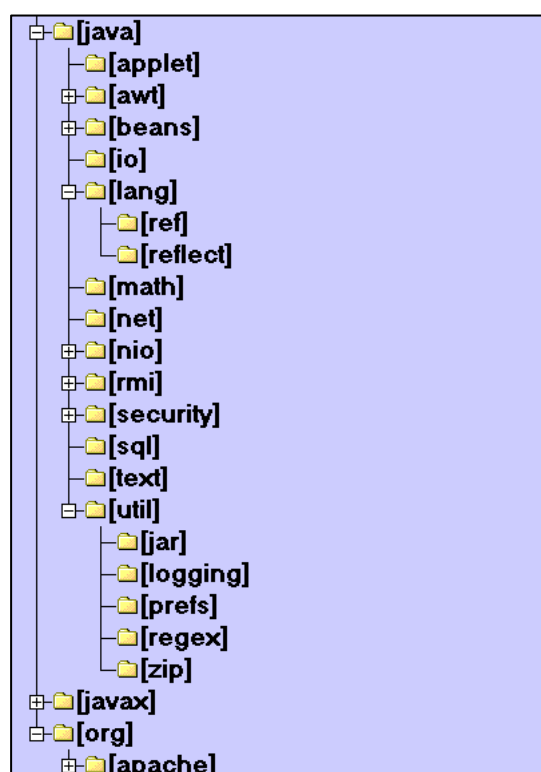 [java]
[applet]
[awt]
[beans]
[io]
[lang]
[ref]
[reflect]
[math]
[net]
[nio]
[rmi]
[security]
[sql]
[text]
[util]
[jar]
[logging]
[prefs]
[regex]
[zip]
[javax]
[org]
[apache]